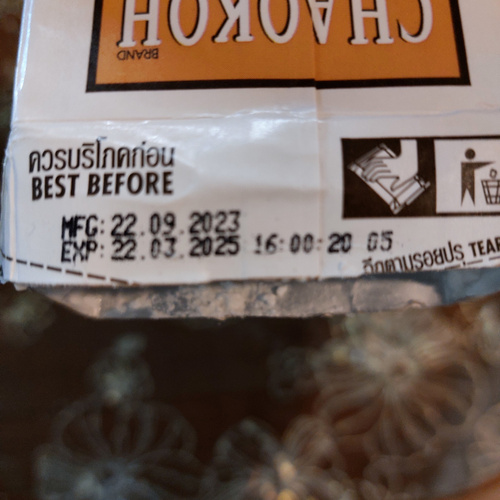 CHAOKOH
BRAND
ควรบริโภคก่อน
BEST BEFORE
MFG: 22.09.2023
EXP: 22.03.2025 16:00:20 05
ฉีกตามรอยปรุ TEAR